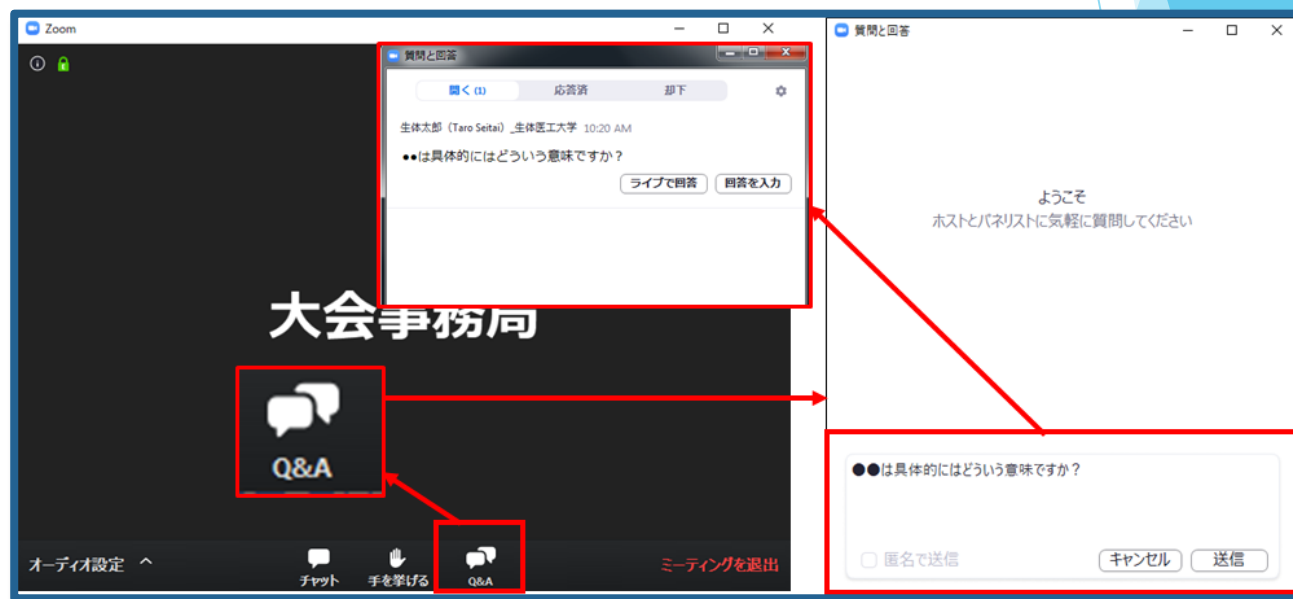 Zoom
質問と回答
開く (1)
応答済
却下
生体太郎（Taro Seitai）_生体医工大学 10:20 AM
●●は具体的にはどういう意味ですか？
ライブで回答
回答を入力
大会事務局
Q&A
オーディオ設定
チャット
手を挙げる
Q&A
ミーティングを退出
質問と回答
ようこそ
ホストとパネリストに気軽に質問してください
●●は具体的にはどういう意味ですか？
匿名で送信
キャンセル
送信